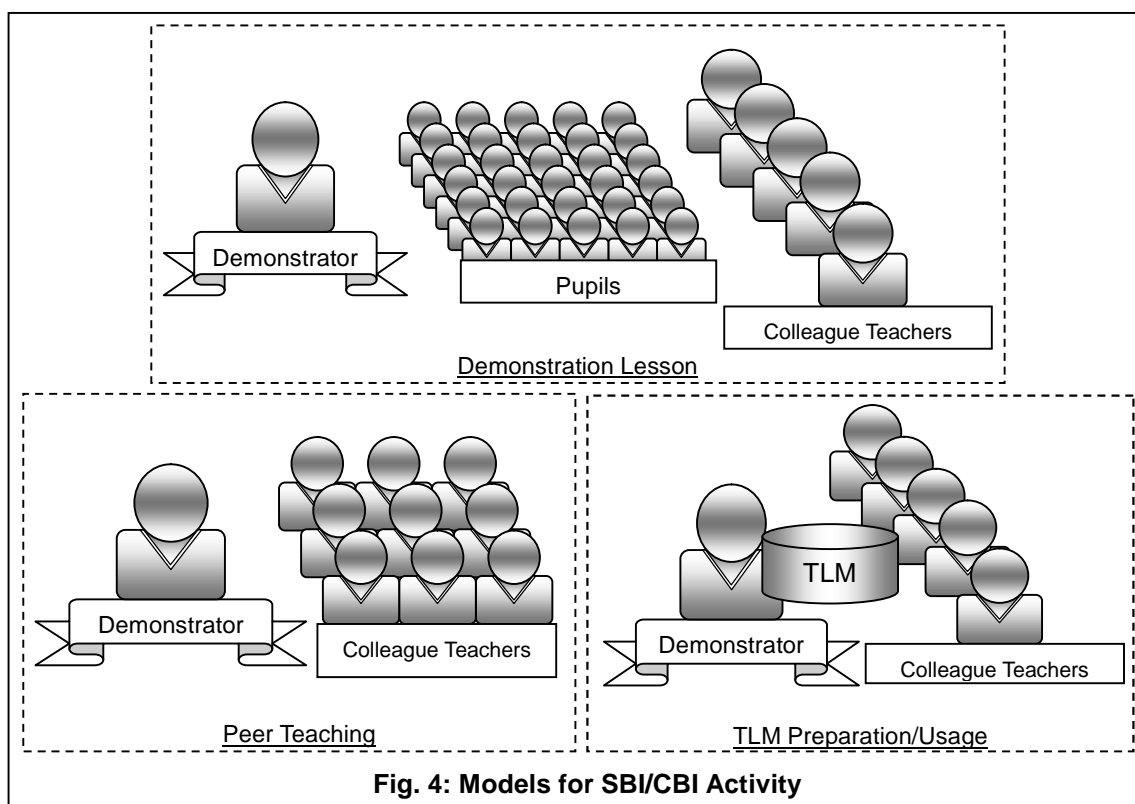 Demonstrator
Pupils
Colleague Teachers
Demonstration Lesson
Demonstrator
Colleague Teachers
Peer Teaching
TLM
Demonstrator
Colleague Teachers
TLM Preparation/Usage
Fig. 4: Models for SBI/CBI Activity